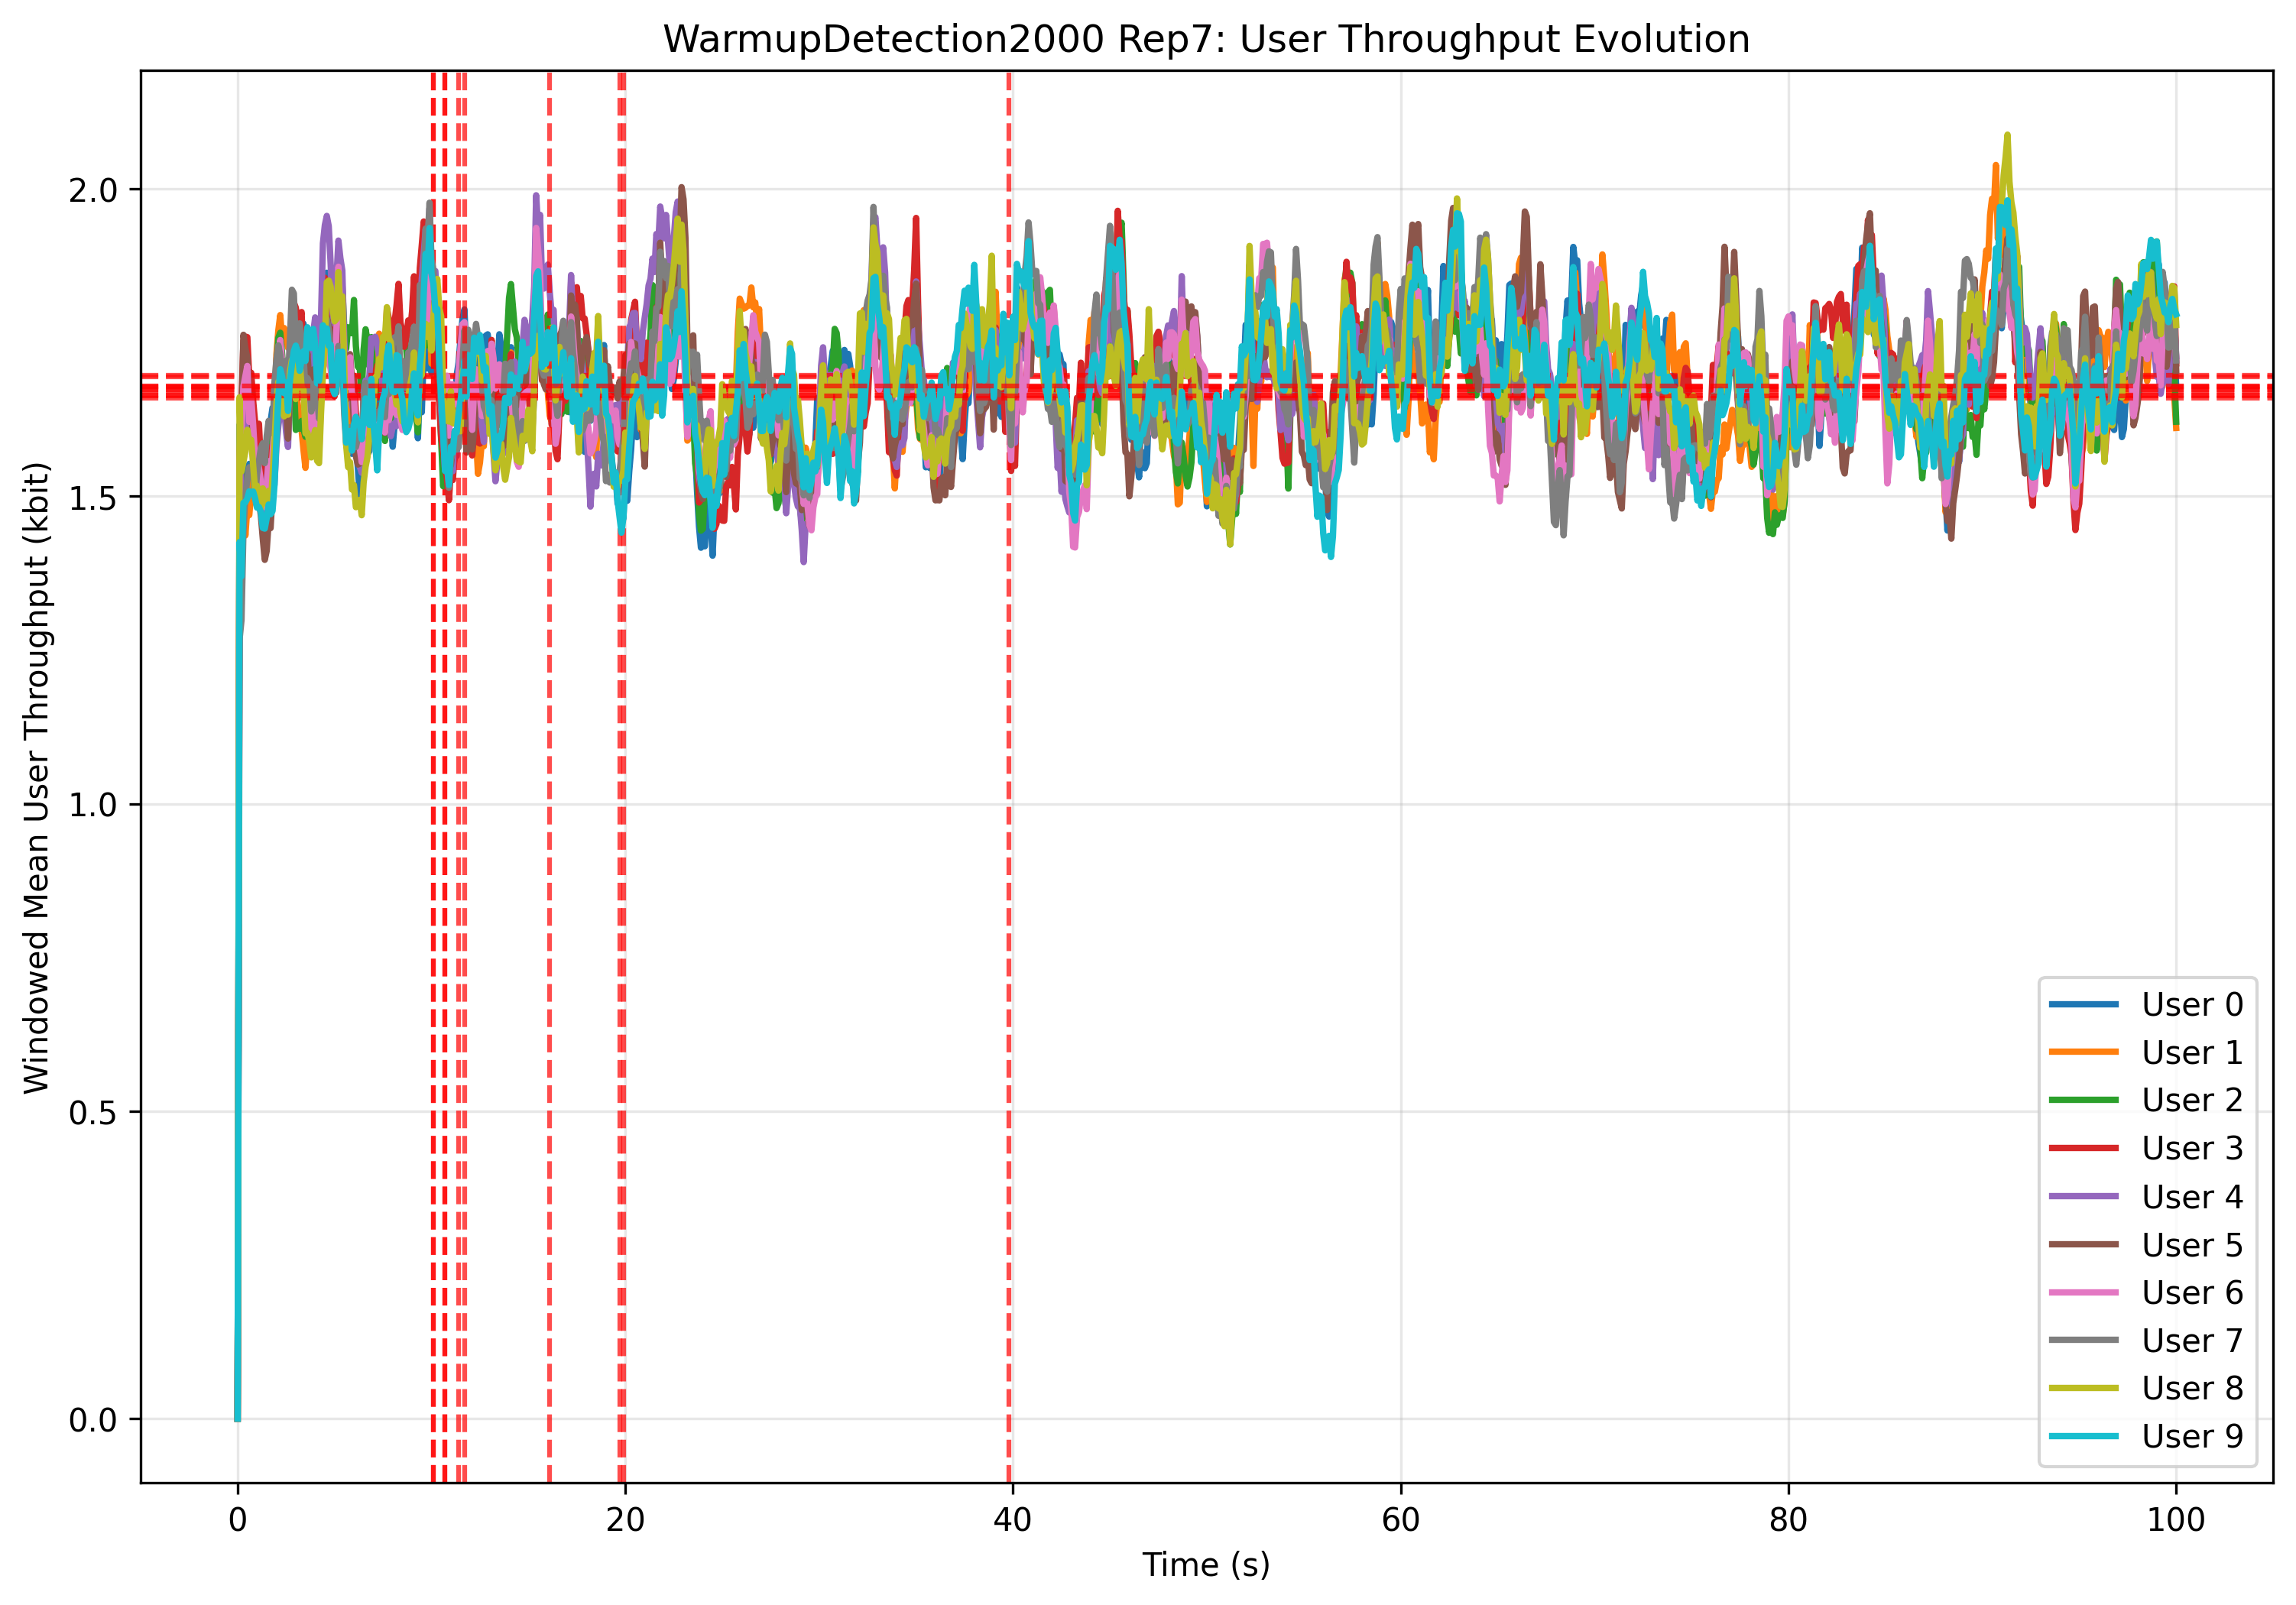 WarmupDetection2000 Rep7: User Throughput Evolution
Windowed Mean User Throughput (kbit)
2.0
1.5
1.0
0.5
0.0
0
20
40
60
80
100
Time (s)
User 0
User 1
User 2
User 3
User 4
User 5
User 6
User 7
User 8
User 9